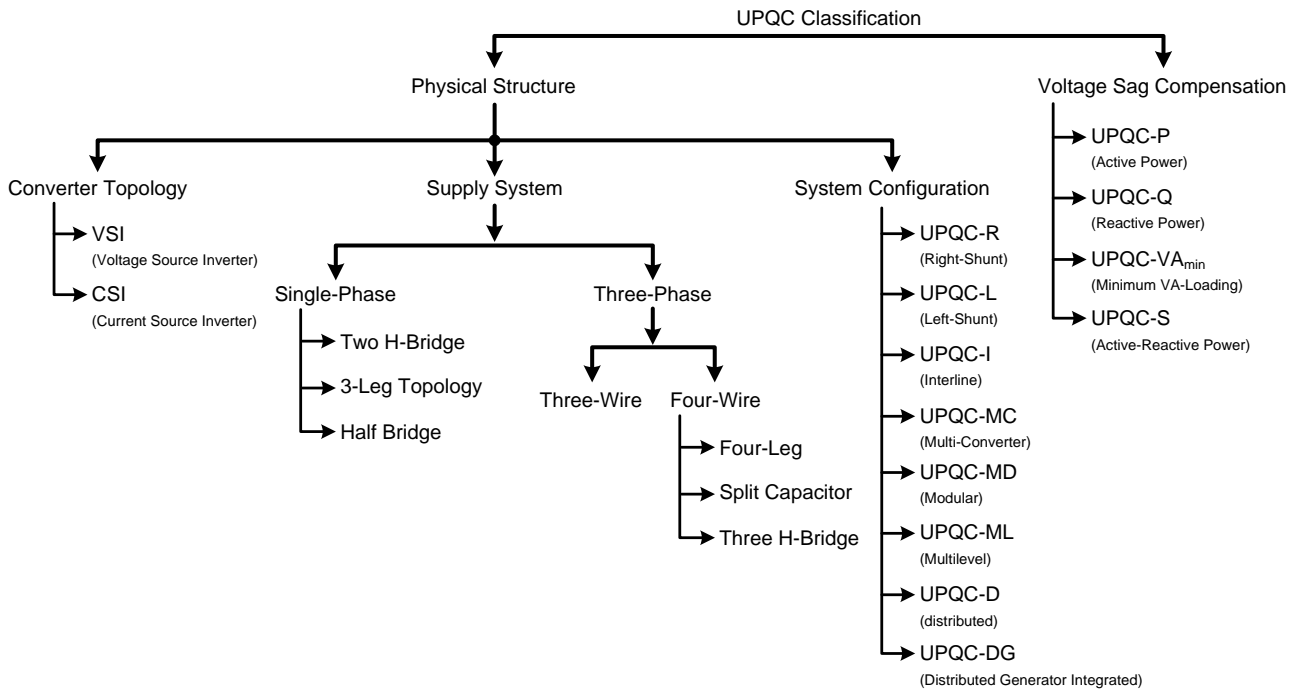 UPQC Classification
Physical Structure
Voltage Sag Compensation
Converter Topology
VSI
(Voltage Source Inverter)
CSI
(Current Source Inverter)
Supply System
Single-Phase
Two H-Bridge
3-Leg Topology
Half Bridge
Three-Phase
Three-Wire
Four-Wire
Four-Leg
Split Capacitor
Three H-Bridge
System Configuration
UPQC-R
(Right-Shunt)
UPQC-L
(Left-Shunt)
UPQC-I
(Interline)
UPQC-MC
(Multi-Converter)
UPQC-MD
(Modular)
UPQC-ML
(Multilevel)
UPQC-D
(distributed)
UPQC-DG
(Distributed Generator Integrated)
UPQC-P
(Active Power)
UPQC-Q
(Reactive Power)
UPQC-VAmin
(Minimum VA-Loading)
UPQC-S
(Active-Reactive Power)